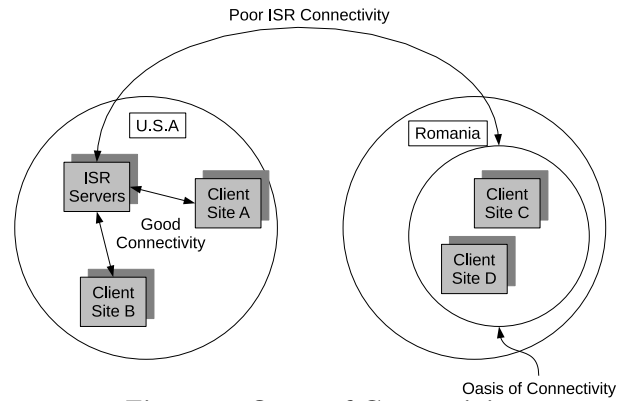 Poor ISR Connectivity
U.S.A
Romania
ISR
Servers
Client
Site A
Good
Connectivity
Client
Site B
Client
Site C
Client
Site D
Oasis of Connectivity